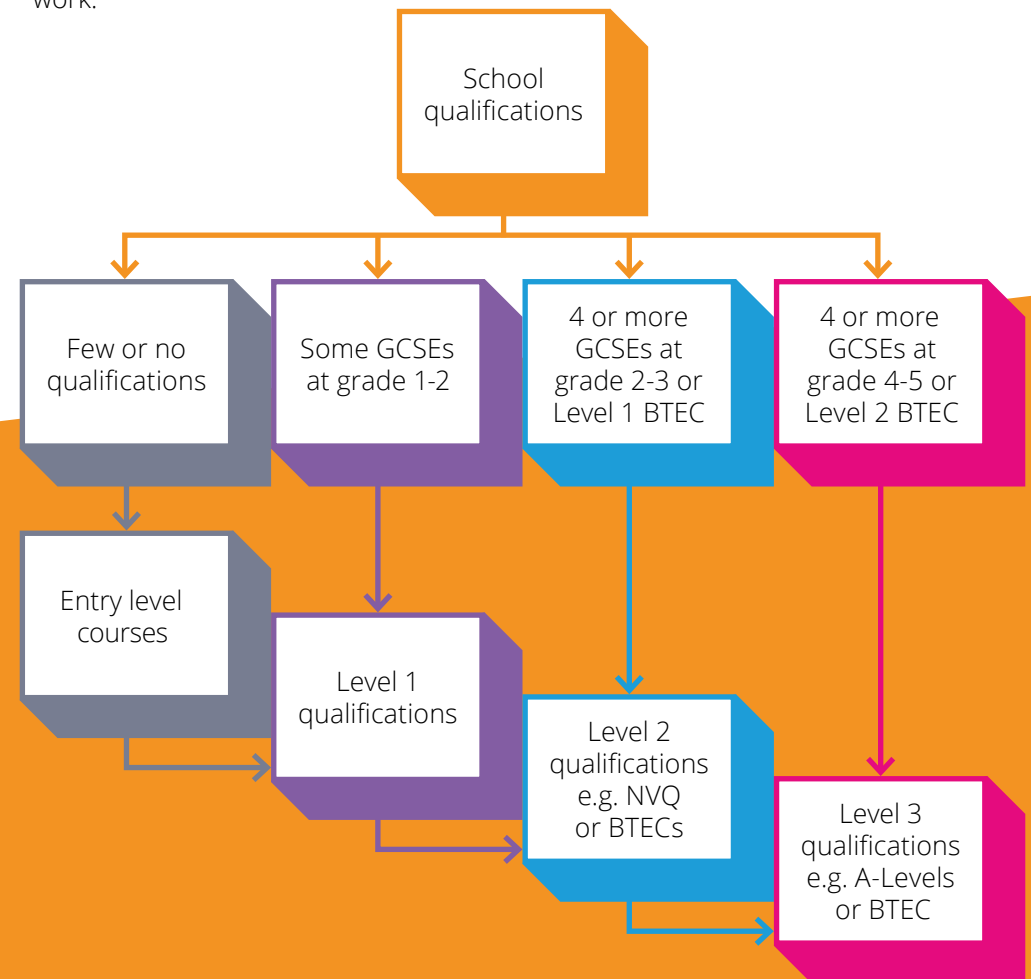 work.
School
qualifications
Few or no
qualifications
Some GCSEs
at grade 1-2
4 or more
GCSEs at
grade 2-3 or
Level 1 BTEC
4 or more
GCSEs at
grade 4-5 or
Level 2 BTEC
Entry level
courses
Level 1
qualifications
Level 2
qualifications
e.g. NVQ
or BTECs
Level 3
qualifications
e.g. A-Levels
or BTEC